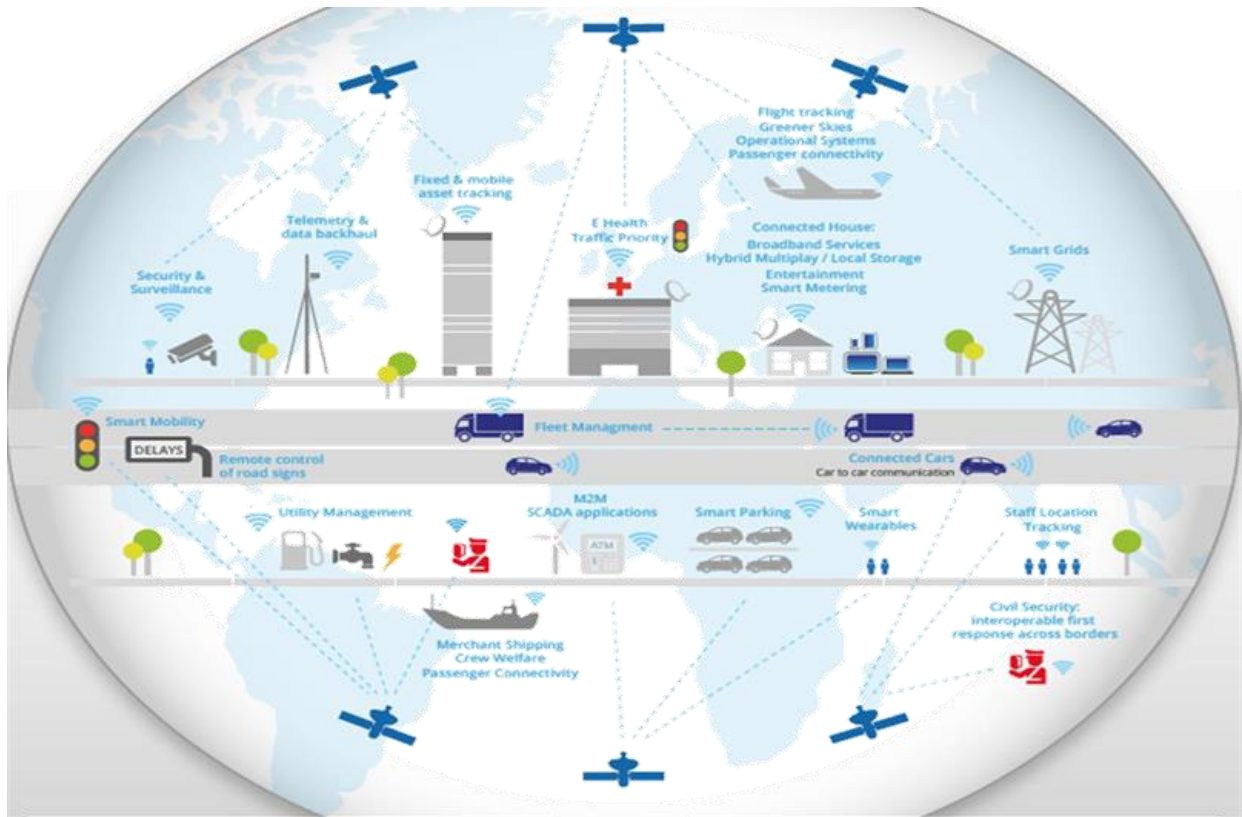 Flight tracking
Greener Skies
Operational Systems
Passenger connectivity
Fixed & mobile
asset tracking
Telemetry &
data backhaul
E Health
Traffic Priority
Connected House:
Broadband Services
Hybrid Multiplay / Local Storage
Entertainment
Smart Metering
Smart Grids
Security &
Surveillance
Smart Mobility
DELAYS
Remote control
of road signs
Fleet Managment
Connected Cars
Car to car communication
Utility Management
M2M
SCADA applications
ATM
Smart Parking
Smart
Wearables
Staff Location
Tracking
Merchant Shipping
Crew Welfare
Passenger Connectivity
Civil Security:
interoperable first
response across borders